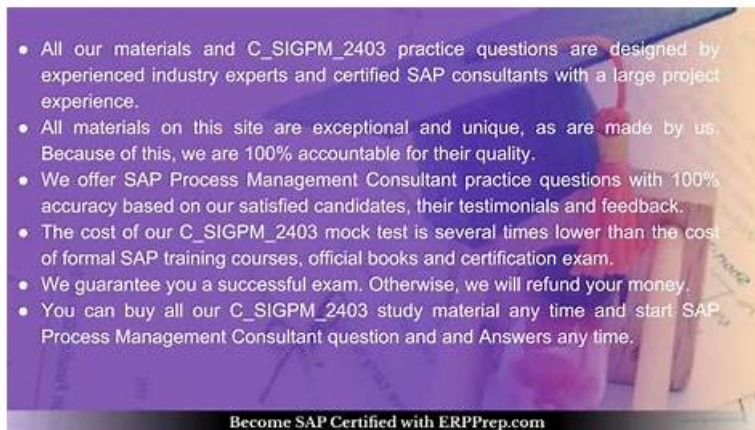 • All our materials and C_SIGPM_2403 practice questions are designed by
experienced industry experts and certified SAP consultants with a large project
experience.
• All materials on this site are exceptional and unique, as are made by us.
Because of this, we are 100% accountable for their quality.
• We offer SAP Process Management Consultant practice questions with 100%
accuracy based on our satisfied candidates, their testimonials and feedback.
• The cost of our C_SIGPM_2403 mock test is several times lower than the cost
of formal SAP training courses, official books and certification exam.
• We guarantee you a successful exam. Otherwise, we will refund your money.
• You can buy all our C_SIGPM_2403 study material any time and start SAP
Process Management Consultant question and and Answers any time.
Become SAP Certified with ERPPrep.com